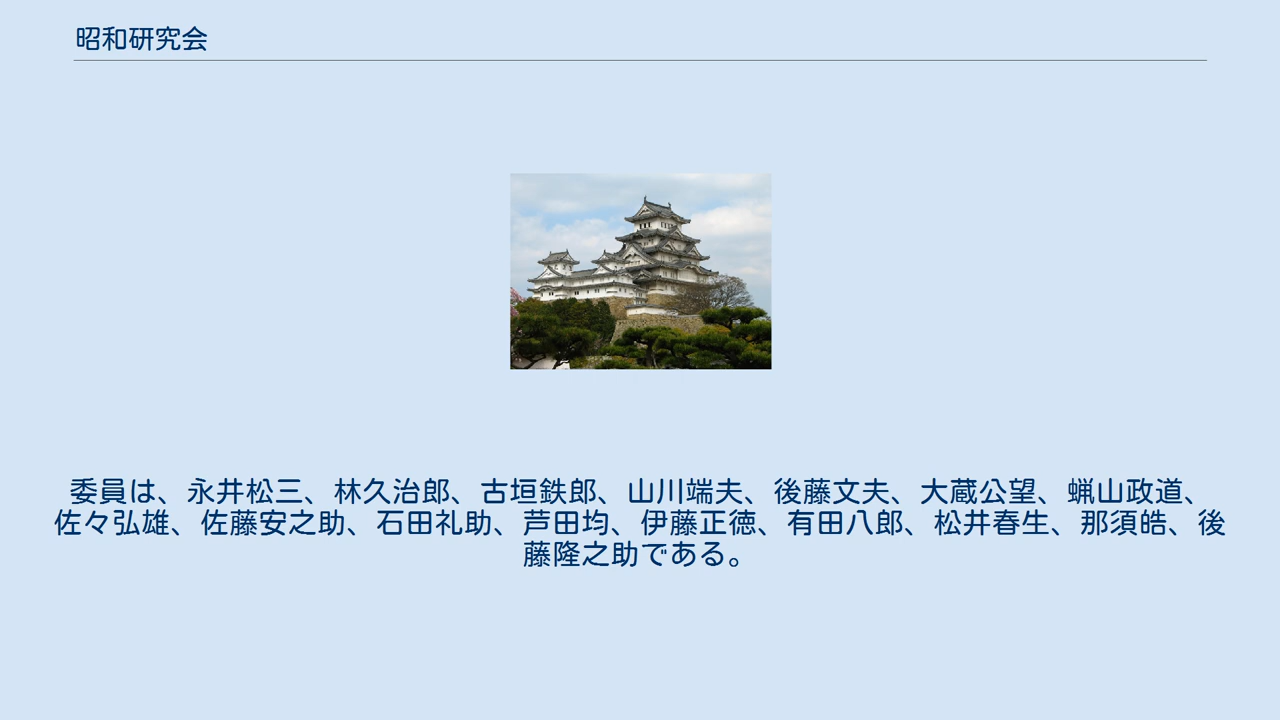 昭和研究会
委員は、永井松三、林久治郎、古垣鉄郎、山川端夫、後藤文夫、大蔵公望、蝋山政道、
佐々弘雄、佐藤安之助、石田礼助、芦田均、伊藤正徳、有田八郎、松井春生、那須皓、後
藤隆之助である。